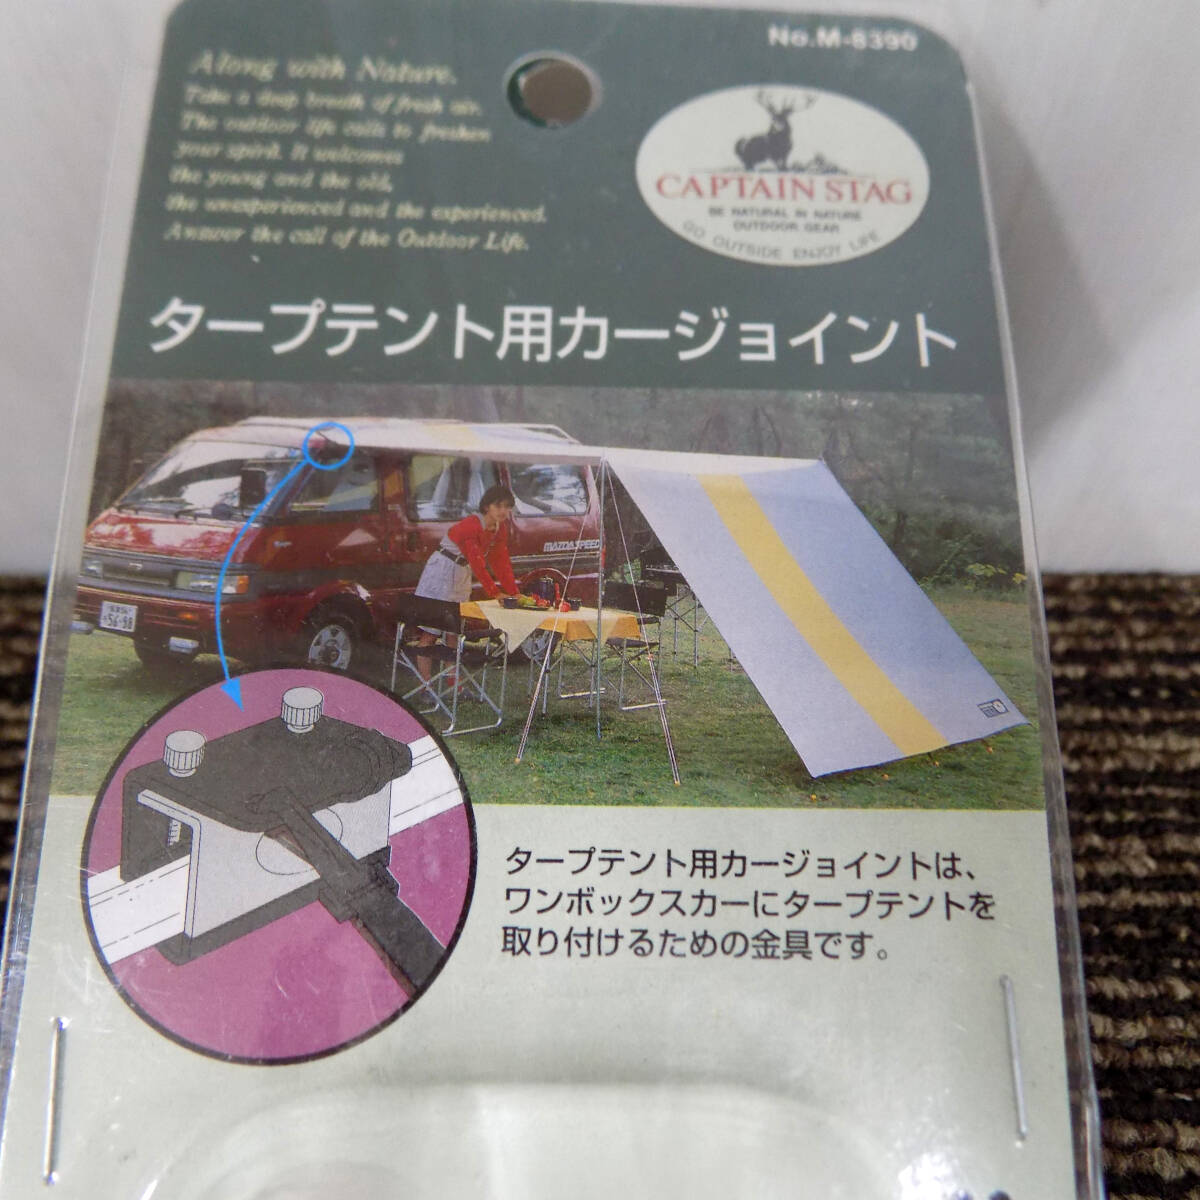 No.M-8390
Along with Nature.
Take a deep breath of fresh air.
The outdoor life calls to freshen
your spirit. It welcomes
the young and the old,
the unexperienced and the experienced.
Answer the call of the Outdoor Life.
CAPTAIN STAG
BE NATURAL IN NATURE
OUTDOOR GEAR
GO OUTSIDE ENJOY LIFE
タープテント用カージョイント
MAZDASPEED
56-98
タープテント用カージョイントは、
ワンボックスカーにタープテントを
取り付けるための金具です。